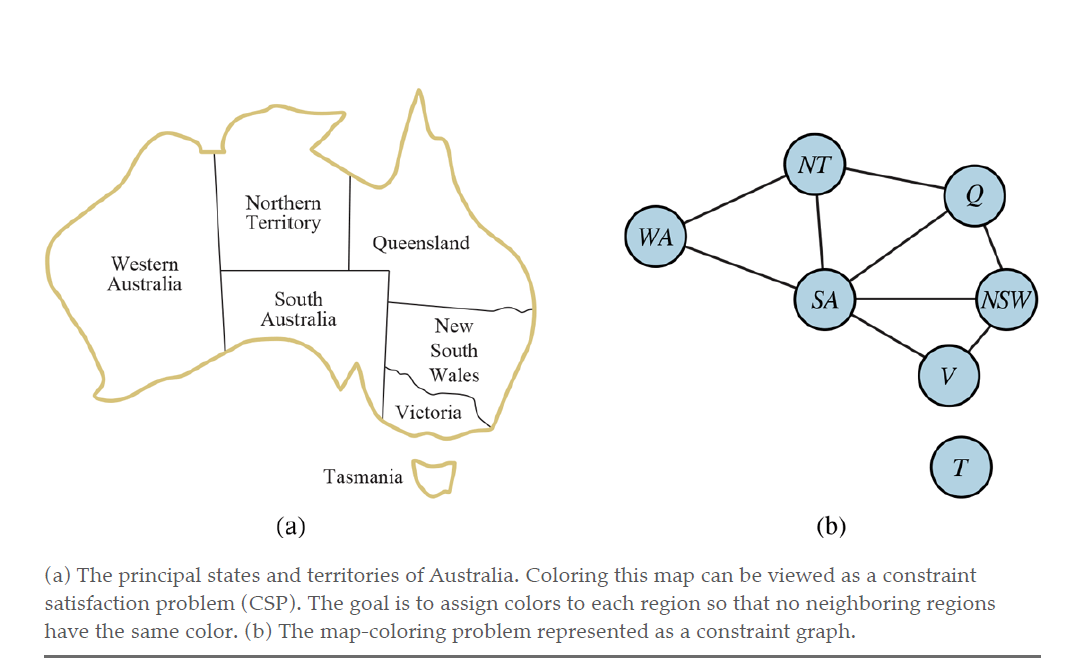 Northern
Territory
Western
Australia
Queensland
South
Australia
New
South
Wales
Victoria
Tasmania
(a)
NT
Q
WA
SA
NSW
V
T
(b)
(a) The principal states and territories of Australia. Coloring this map can be viewed as a constraint
satisfaction problem (CSP). The goal is to assign colors to each region so that no neighboring regions
have the same color. (b) The map-coloring problem represented as a constraint graph.